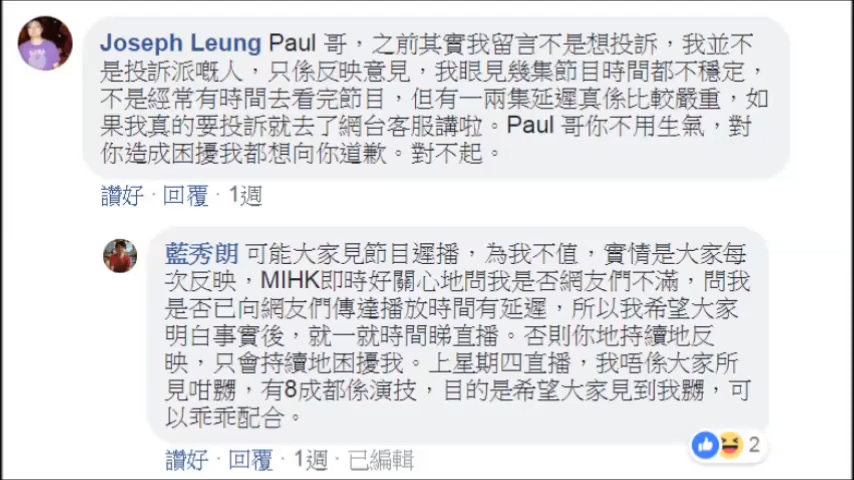 Joseph Leung Paul 哥，之前其實我留言不是想投訴，我並不
是投訴派嘅人，只係反映意見，我眼見幾集節目時間都不穩定，
不是經常有時間去看完節目，但有一兩集延遲真係比較嚴重，如
果我真的要投訴就去了網台客服講啦。Paul 哥你不用生氣，對
你造成困擾我都想向你道歉。對不起。
讚好 · 回覆 · 1週
藍秀朗 可能大家見節目遲播，為我不值，實情是大家每
次反映，MIHK即時好關心地問我是否網友們不滿，問我
是否已向網友們傳達播放時間有延遲，所以我希望大家
明白事實後，就一就時間睇直播。否則你地持續地反
映，只會持續地困擾我。上星期四直播，我唔係大家所
見咁嬲，有8成都係演技，目的是希望大家見到我嬲，可
以乖乖配合。
2
讚好 · 回覆 · 1週 · 已編輯